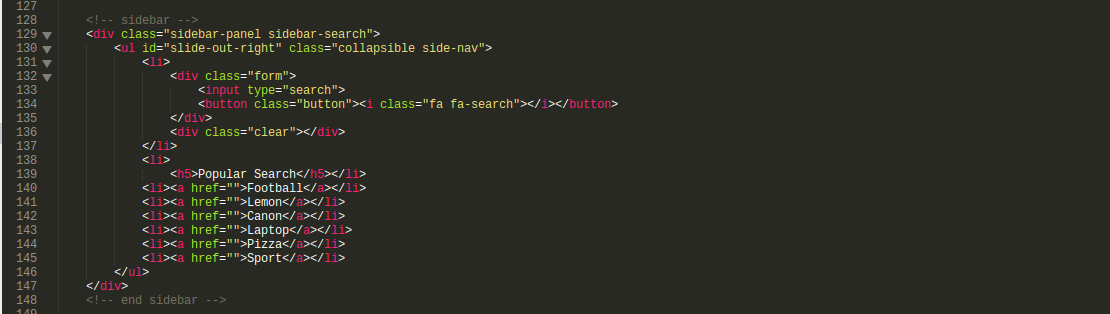 127
128 <!-- sidebar -->
129 <div class="sidebar-panel sidebar-search">
130 <ul id="slide-out-right" class="collapsible side-nav">
131 <li>
132 <div class="form">
133 <input type="search">
134 <button class="button"><i class="fa fa-search"></i></button>
135 </div>
136 <div class="clear"></div>
137 </li>
138 <li>
139 <h5>Popular Search</h5></li>
140 <li><a href="">Football</a></li>
141 <li><a href="">Lemon</a></li>
142 <li><a href="">Canon</a></li>
143 <li><a href="">Laptop</a></li>
144 <li><a href="">Pizza</a></li>
145 <li><a href="">Sport</a></li>
146 </ul>
147 </div>
148 <!-- end sidebar -->
149